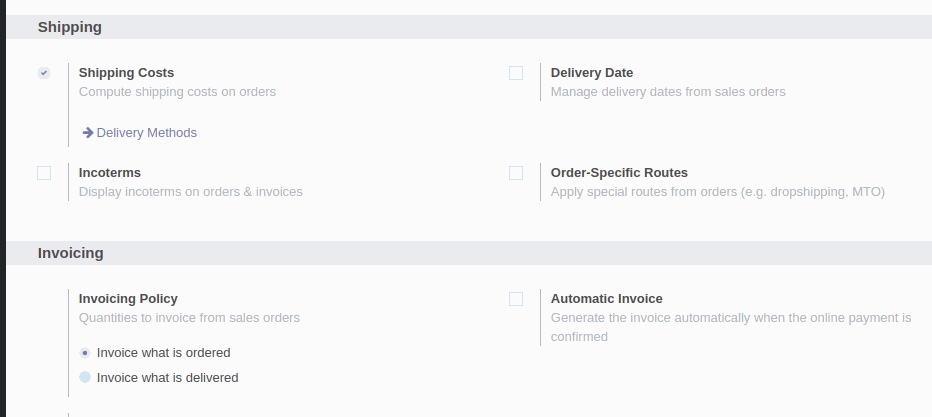 Shipping
Shipping Costs
Compute shipping costs on orders
Delivery Methods
Delivery Date
Manage delivery dates from sales orders
Incoterms
Display incoterms on orders & invoices
Order-Specific Routes
Apply special routes from orders (e.g. dropshipping, MTO)
Invoicing
Invoicing Policy
Quantities to invoice from sales orders
Invoice what is ordered
Invoice what is delivered
Automatic Invoice
Generate the invoice automatically when the online payment is
confirmed